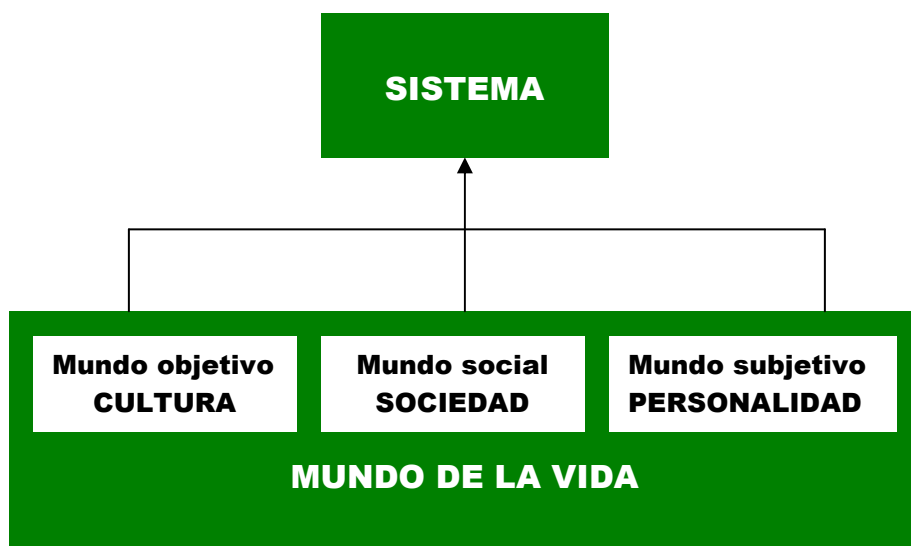 SISTEMA
Mundo objetivo
CULTURA
Mundo social
SOCIEDAD
Mundo subjetivo
PERSONALIDAD
MUNDO DE LA VIDA